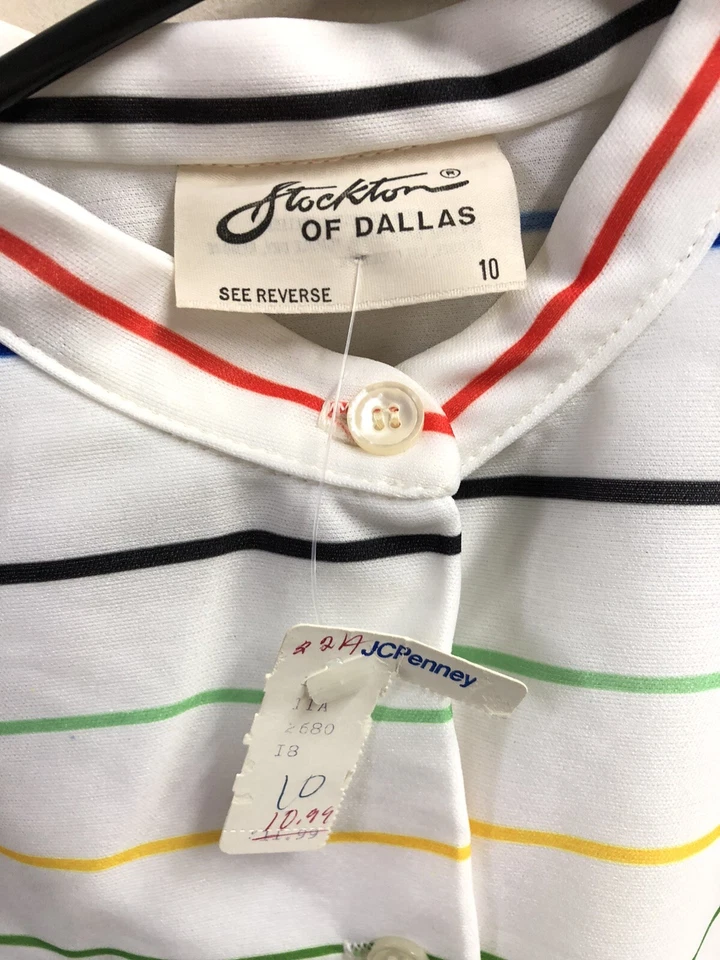 Stockton®
OF DALLAS
10
SEE REVERSE
JCPenney
2680
10
10.99